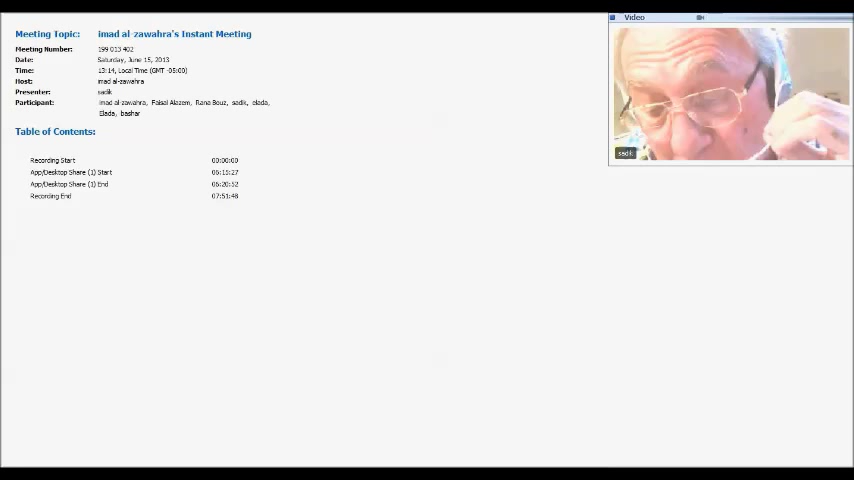 Meeting Topic: imad al-zawahra's Instant Meeting
Meeting Number: 199 013 402
Date: Saturday, June 15, 2013
Time: 13:14, Local Time (GMT -05:00)
Host: imad al-zawahra
Presenter: sadik
Participant: imad al-zawahra, Faisal Alazem, Rana Bouz, sadik, elada,
Elada, bashar
Table of Contents:
Recording Start 00:00:00
App/Desktop Share (1) Start 06:15:27
App/Desktop Share (1) End 06:20:52
Recording End 07:51:48
Video
sadik